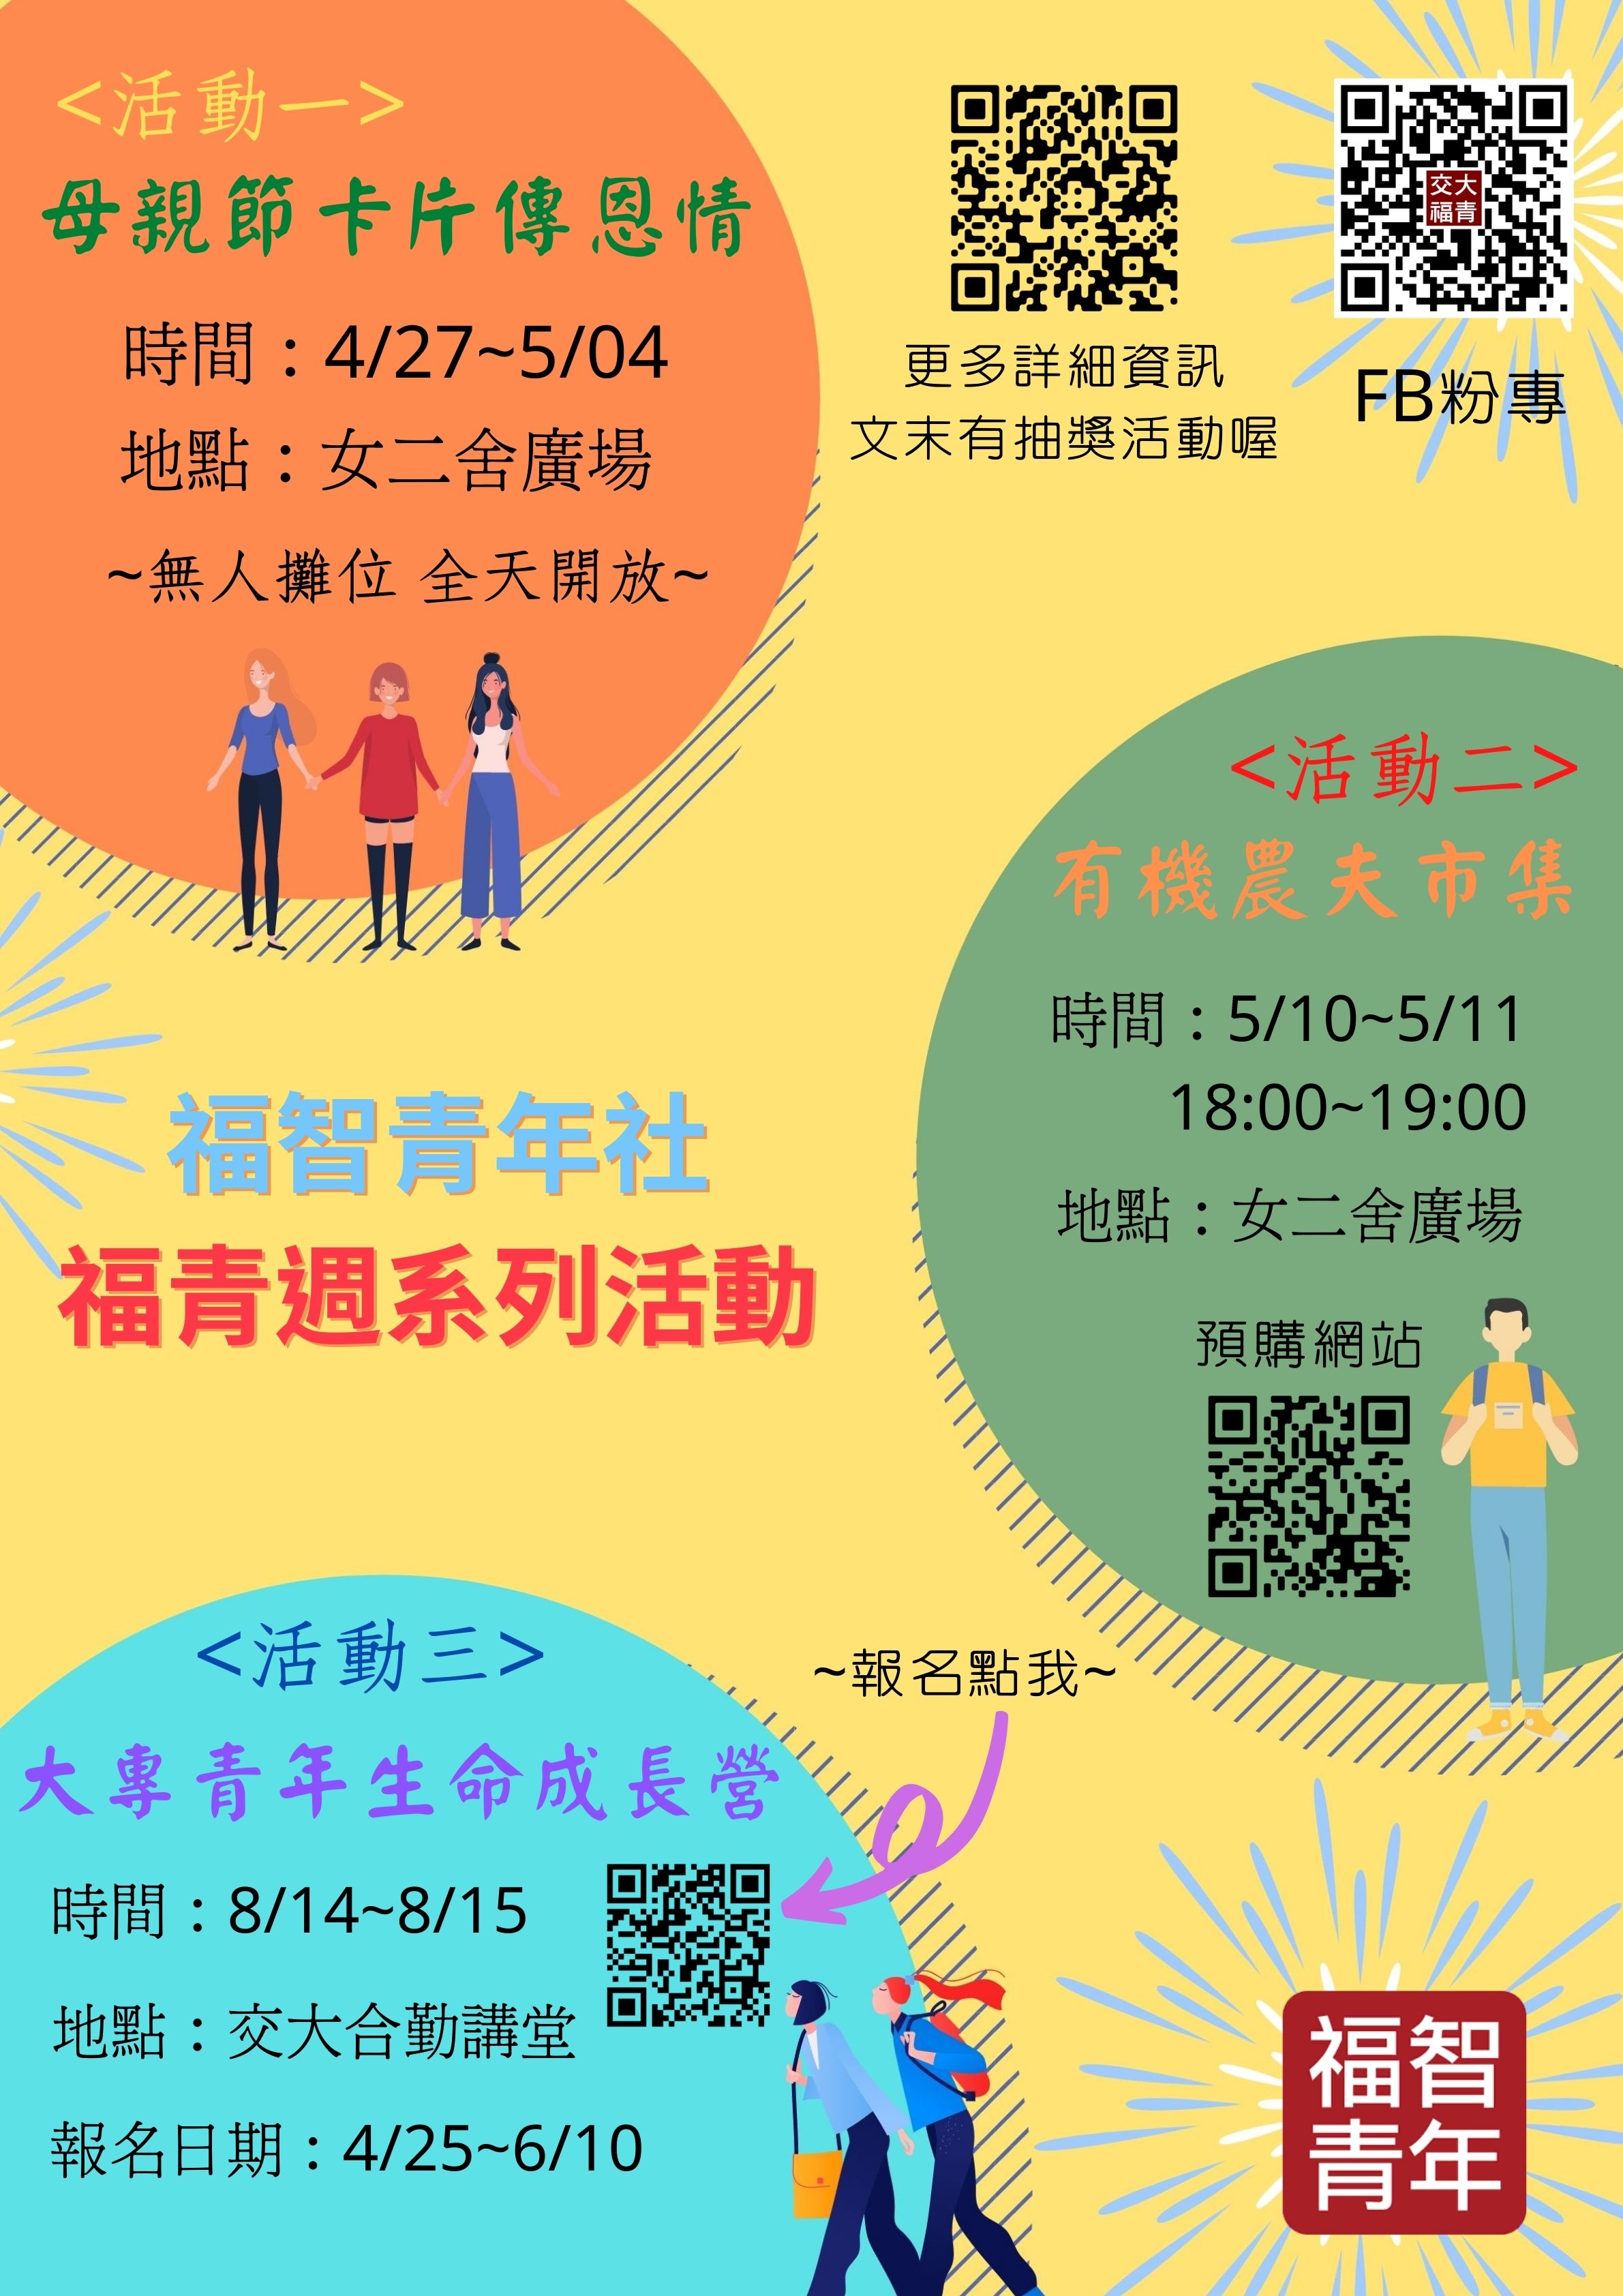 <活動一>
母親節卡片傳恩情
時間：4/27~5/04
地點：女二舍廣場
~無人攤位 全天開放~
交大
福青
更多詳細資訊
文末有抽獎活動喔
FB粉專
<活動二>
有機農夫市集
時間：5/10~5/11
18:00~19:00
地點：女二舍廣場
預購網站
福智青年社
福青週系列活動
<活動三>
大專青年生命成長營
時間：8/14~8/15
地點：交大合勤講堂
報名日期：4/25~6/10
~報名點我~
福智
青年